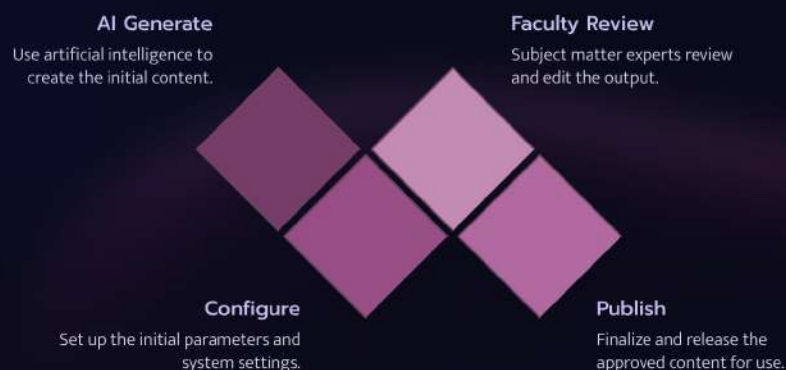 AI Generate
Use artificial intelligence to
create the initial content.
Faculty Review
Subject matter experts review
and edit the output.
Configure
Set up the initial parameters and
system settings.
Publish
Finalize and release the
approved content for use.